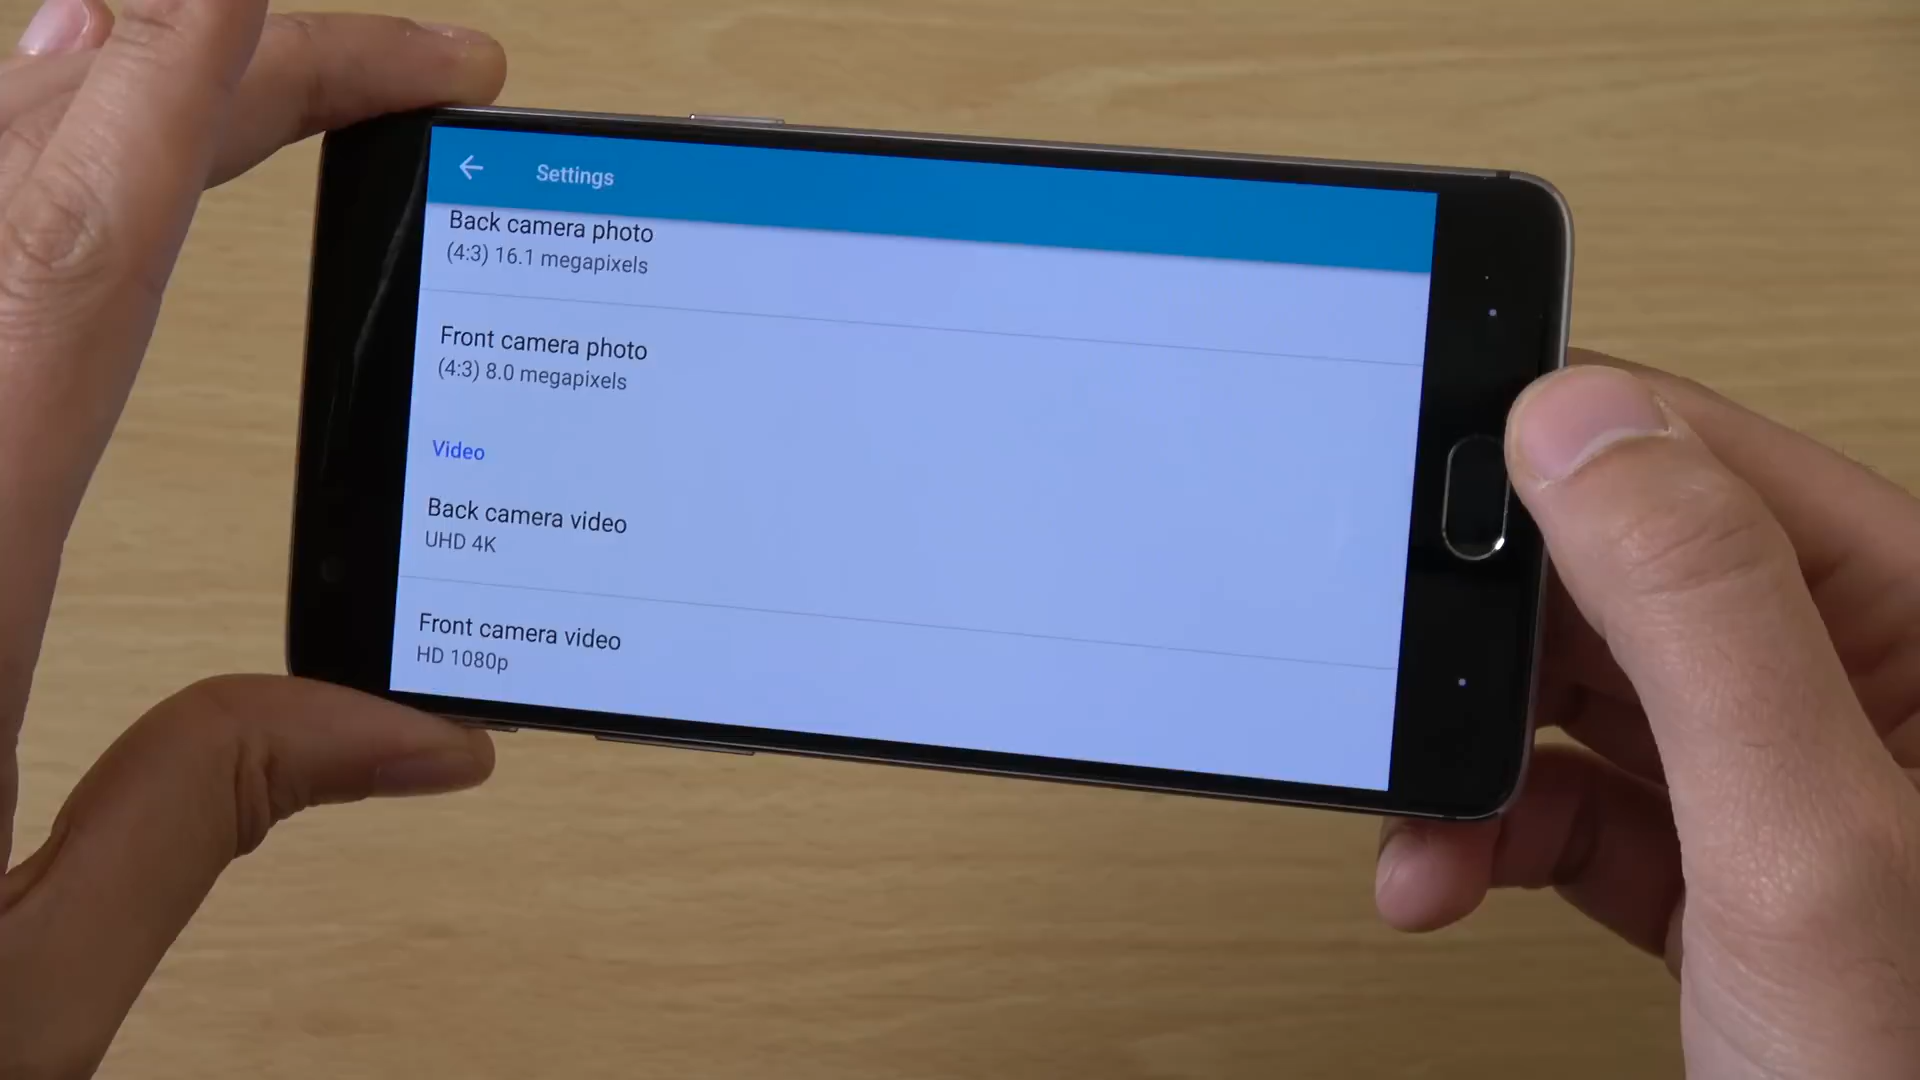 Settings
Back camera photo
(4:3) 16.1 megapixels
Front camera photo
(4:3) 8.0 megapixels
Video
Back camera video
UHD 4K
Front camera video
HD 1080p